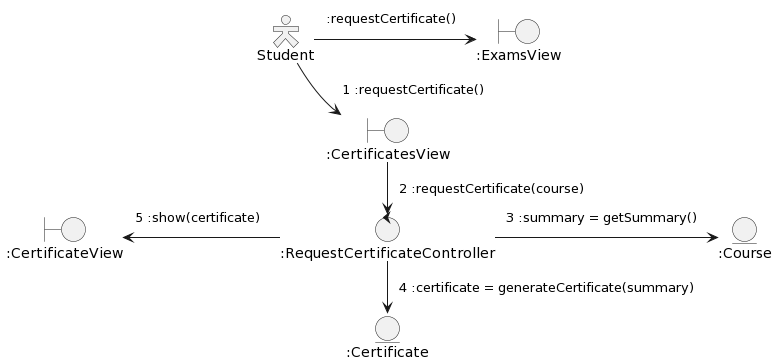 :requestCertificate()
Student
:ExamsView
1 :requestCertificate()
:CertificatesView
2 :requestCertificate(course)
5 :show(certificate)
3 :summary = getSummary()
:CertificateView
:RequestCertificateController
:Course
4 :certificate = generateCertificate(summary)
:Certificate